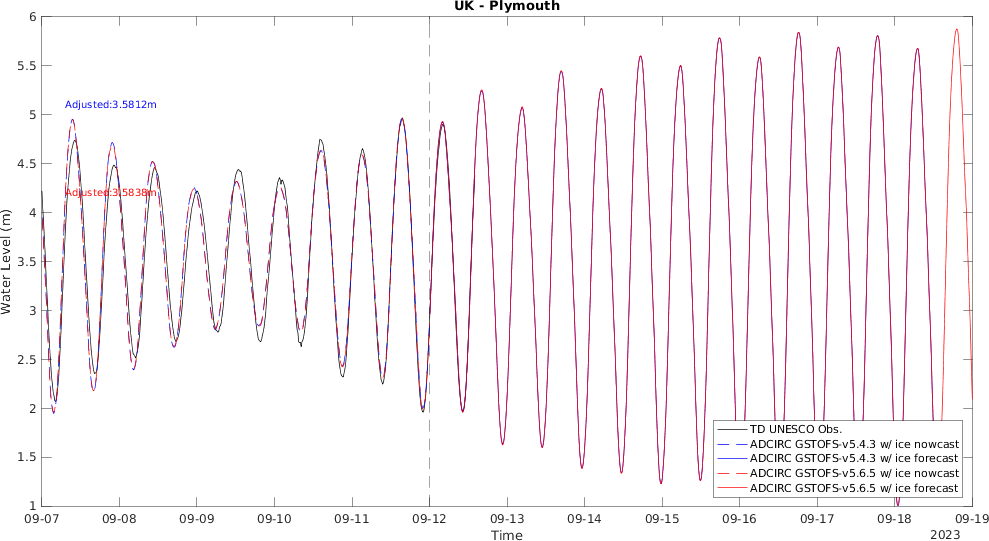 UK - Plymouth
6
5.5
5
4.5
4
3.5
3
2.5
2
1.5
1
Water Level (m)
Adjusted:3.5812m
Adjusted:3.5838m
TD UNESCO Obs.
ADCIRC GSTOFS-v5.4.3 w/ ice nowcast
ADCIRC GSTOFS-v5.4.3 w/ ice forecast
ADCIRC GSTOFS-v5.6.5 w/ ice nowcast
ADCIRC GSTOFS-v5.6.5 w/ ice forecast
09-07 09-08 09-09 09-10 09-11 09-12 09-13 09-14 09-15 09-16 09-17 09-18 09-19
Time
2023